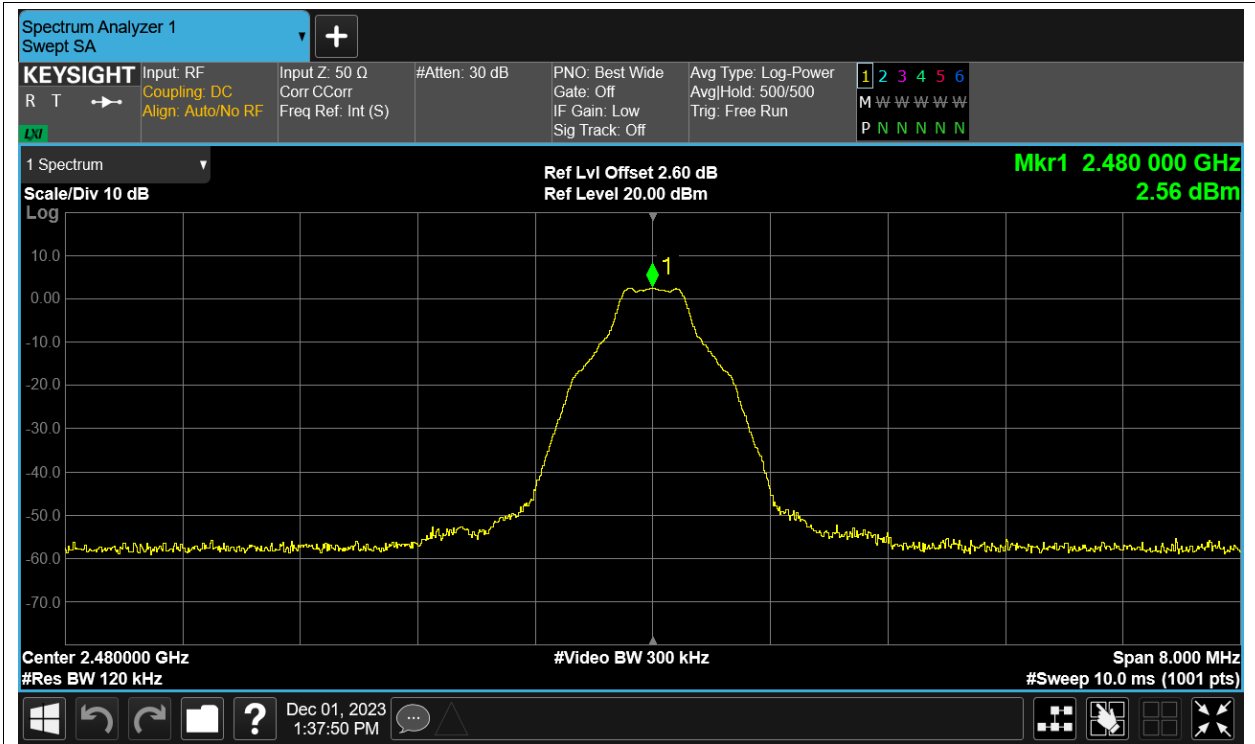 Spectrum Analyzer 1
Swept SA
KEYSIGHT
R T
LXI
Input: RF
Coupling: DC
Align: Auto/No RF
Input Z: 50 Ω
Corr CCorr
Freq Ref: Int (S)
#Atten: 30 dB
PNO: Best Wide
Gate: Off
IF Gain: Low
Sig Track: Off
Avg Type: Log-Power
Avg|Hold: 500/500
Trig: Free Run
1 2 3 4 5 6
M W W W W W
P N N N N N
1 Spectrum
Scale/Div 10 dB
Log
Ref Lvl Offset 2.60 dB
Ref Level 20.00 dBm
Mkr1 2.480 000 GHz
2.56 dBm
1
10.0
0.00
-10.0
-20.0
-30.0
-40.0
-50.0
-60.0
-70.0
Center 2.480000 GHz
#Res BW 120 kHz
#Video BW 300 kHz
Span 8.000 MHz
#Sweep 10.0 ms (1001 pts)
?
Dec 01, 2023
1:37:50 PM